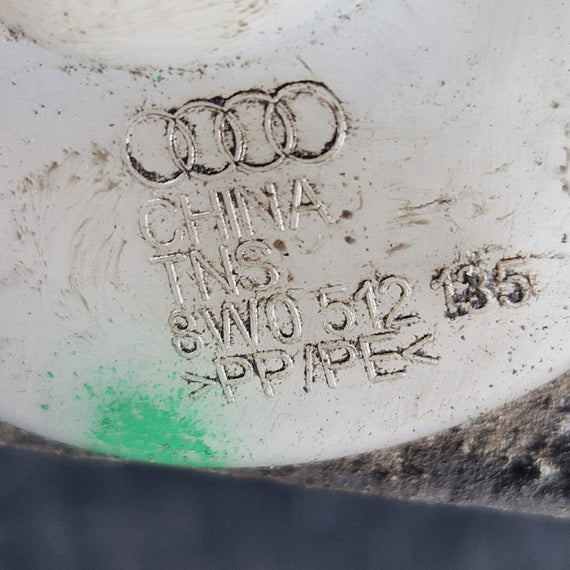 CHINA
TNS
8W0 512 135
>PP/PE<